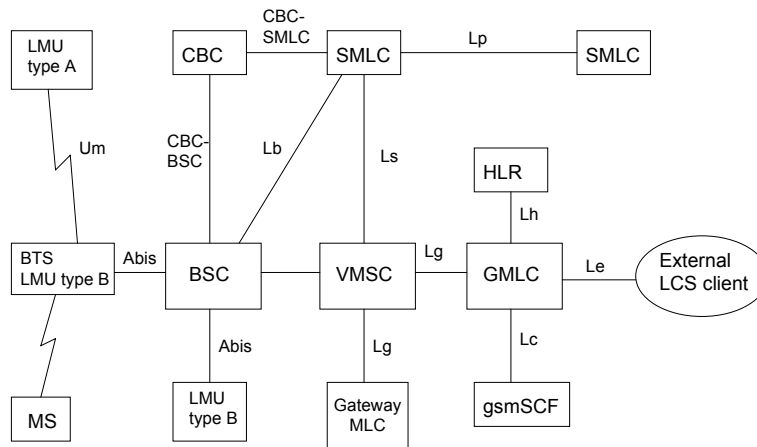 LMU
type A
CBC
CBC-
SMLC
SMLC
Lp
SMLC
Um
CBC-
BSC
Lb
Ls
HLR
Lh
BTS
LMU type B
Abis
BSC
VMSC
Lg
GMLC
Le
External
LCS client
Abis
Lg
Lc
MS
LMU
type B
Gateway
MLC
gsmSCF